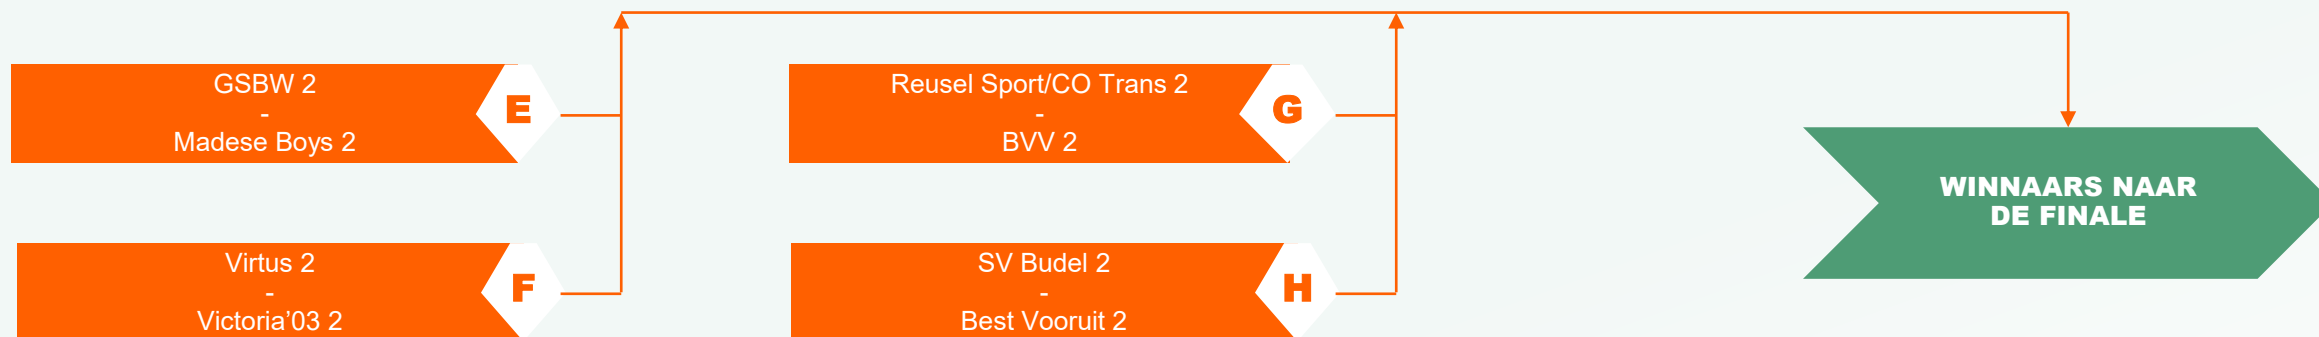 GSBW 2
-
Madese Boys 2
E
Reusel Sport/CO Trans 2
-
BVV 2
G
Virtus 2
-
Victoria’03 2
F
SV Budel 2
-
Best Vooruit 2
H
WINNAARS NAAR
DE FINALE